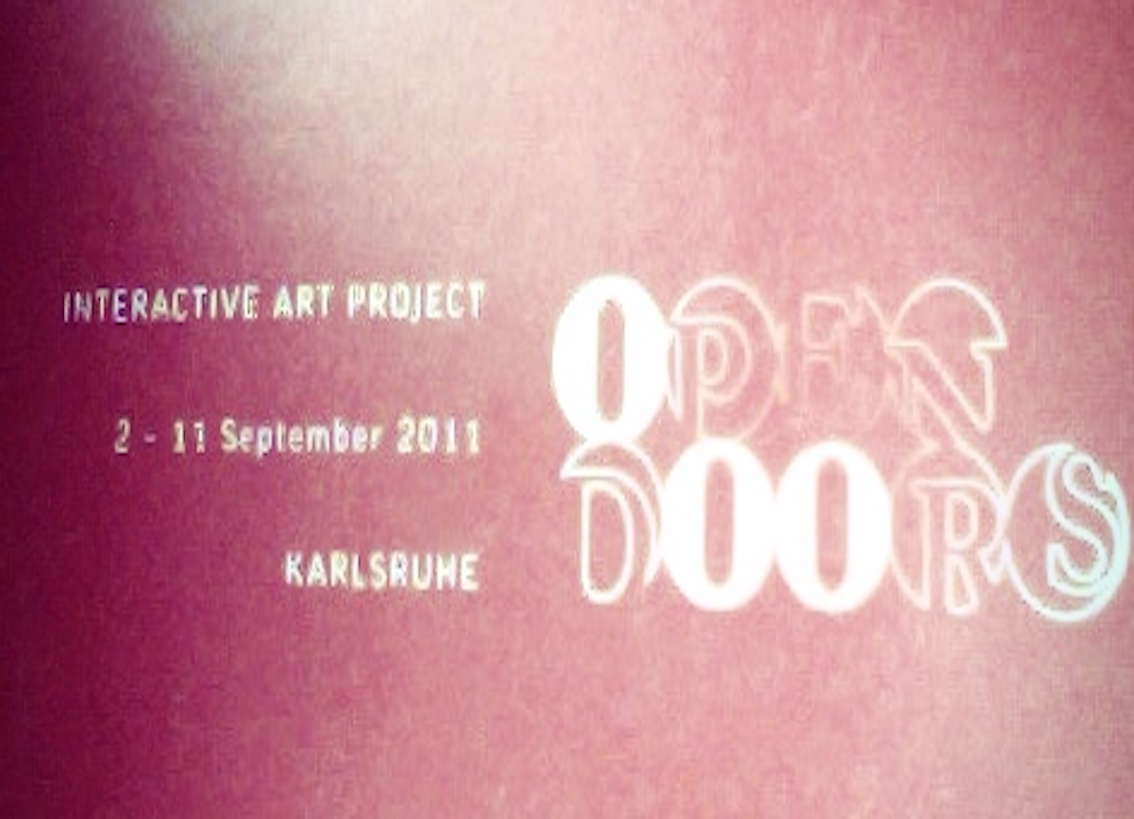 INTERACTIVE ART PROJECT
2 - 11 September 2011
KARLSRUHE
OPEN
DOORS